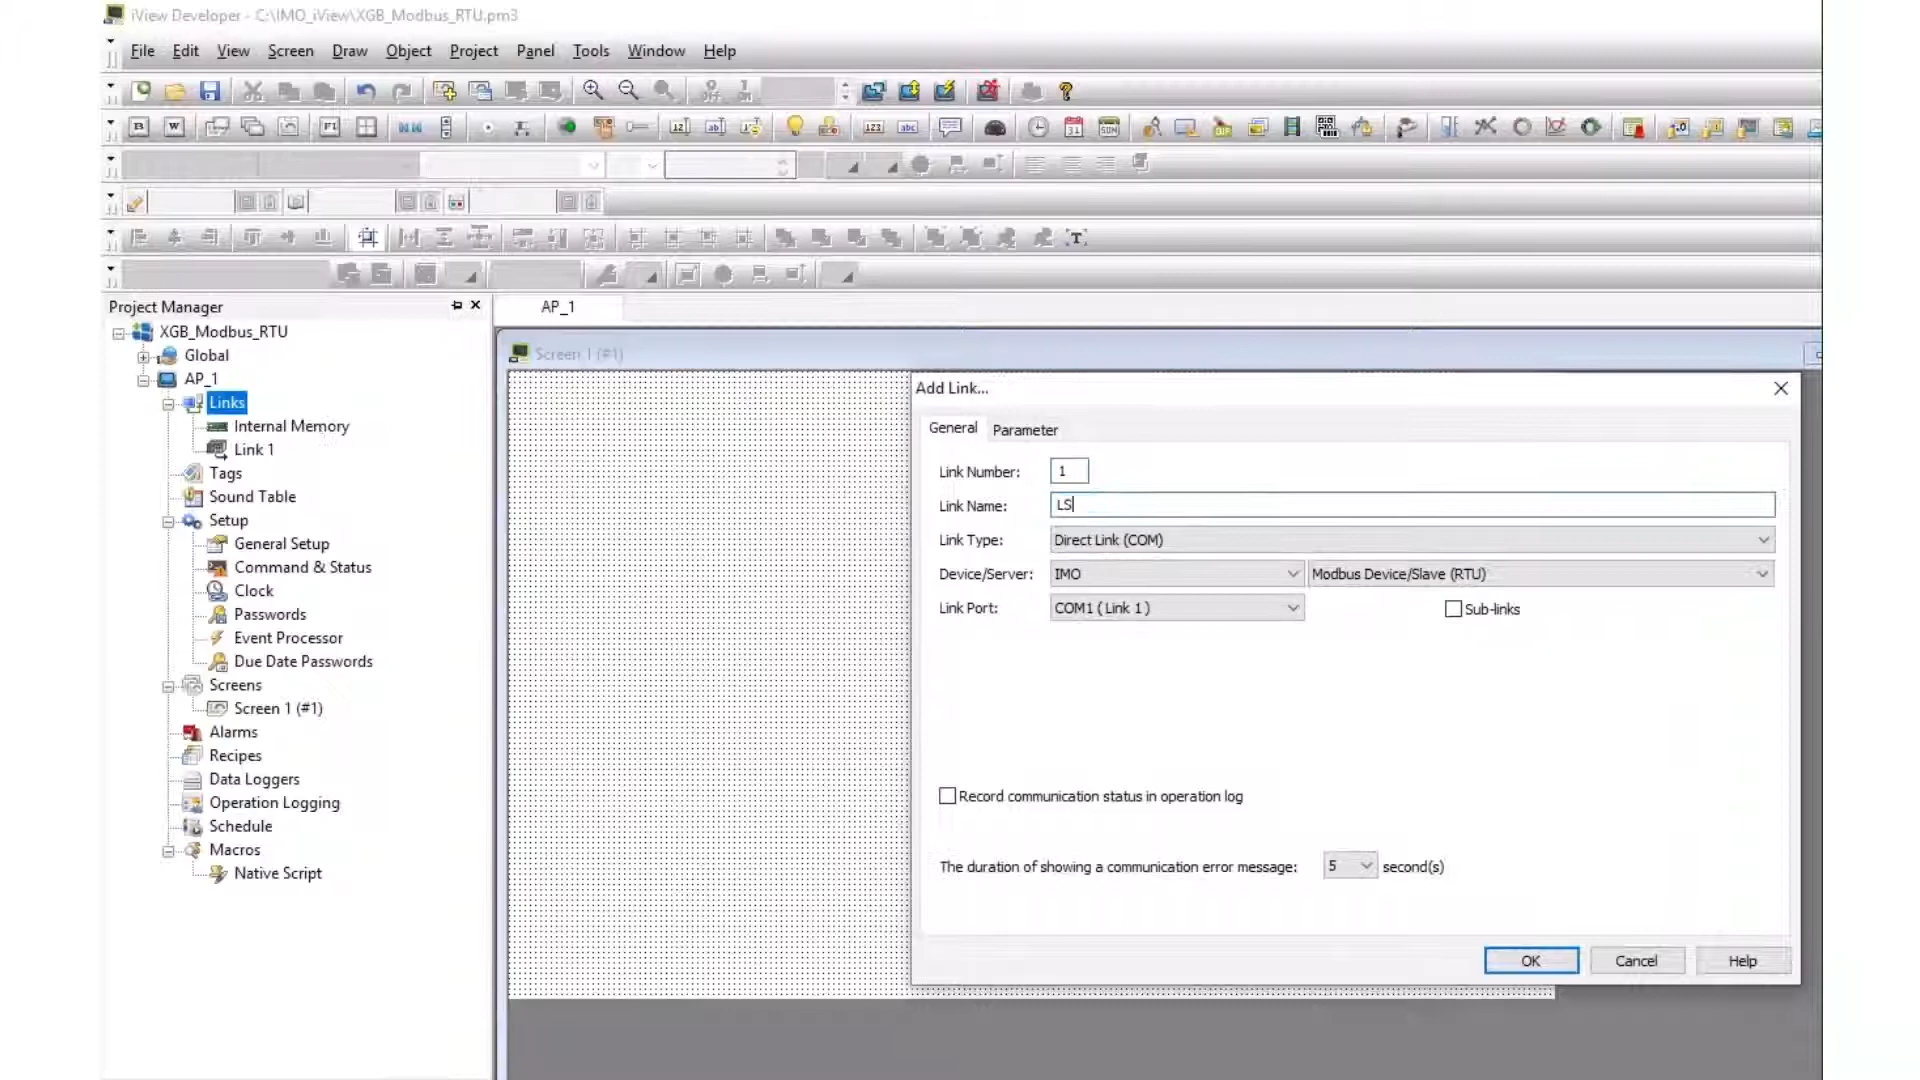 iView Developer - C:\IMO_iView\XGB_Modbus_RTU.pm3
File Edit View Screen Draw Object Project Panel Tools Window Help
Project Manager
AP_1
XGB_Modbus_RTU
Global
AP_1
Links
Internal Memory
Link 1
Tags
Sound Table
Setup
General Setup
Command & Status
Clock
Passwords
Event Processor
Due Date Passwords
Screens
Screen 1 (#1)
Alarms
Recipes
Data Loggers
Operation Logging
Schedule
Macros
Native Script
Screen 1 (#1)
Add Link...
General Parameter
Link Number: 1
Link Name: LS
Link Type: Direct Link (COM)
Device/Server: IMO Modbus Device/Slave (RTU)
Link Port: COM1 ( Link 1 ) Sub-links
Record communication status in operation log
The duration of showing a communication error message: 5 second(s)
OK Cancel Help